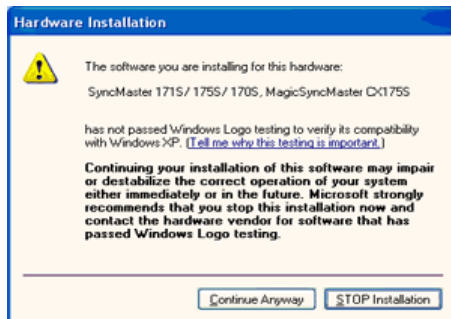 Hardware Installation
The software you are installing for this hardware:
SyncMaster 171S/ 175S/ 170S, MagicSyncMaster CX175S
has not passed Windows Logo testing to verify its compatibility
with Windows XP. (Tell me why this testing is important.)
Continuing your installation of this software may impair
or destabilize the correct operation of your system
either immediately or in the future. Microsoft strongly
recommends that you stop this installation now and
contact the hardware vendor for software that has
passed Windows Logo testing.
Continue Anyway STOP Installation